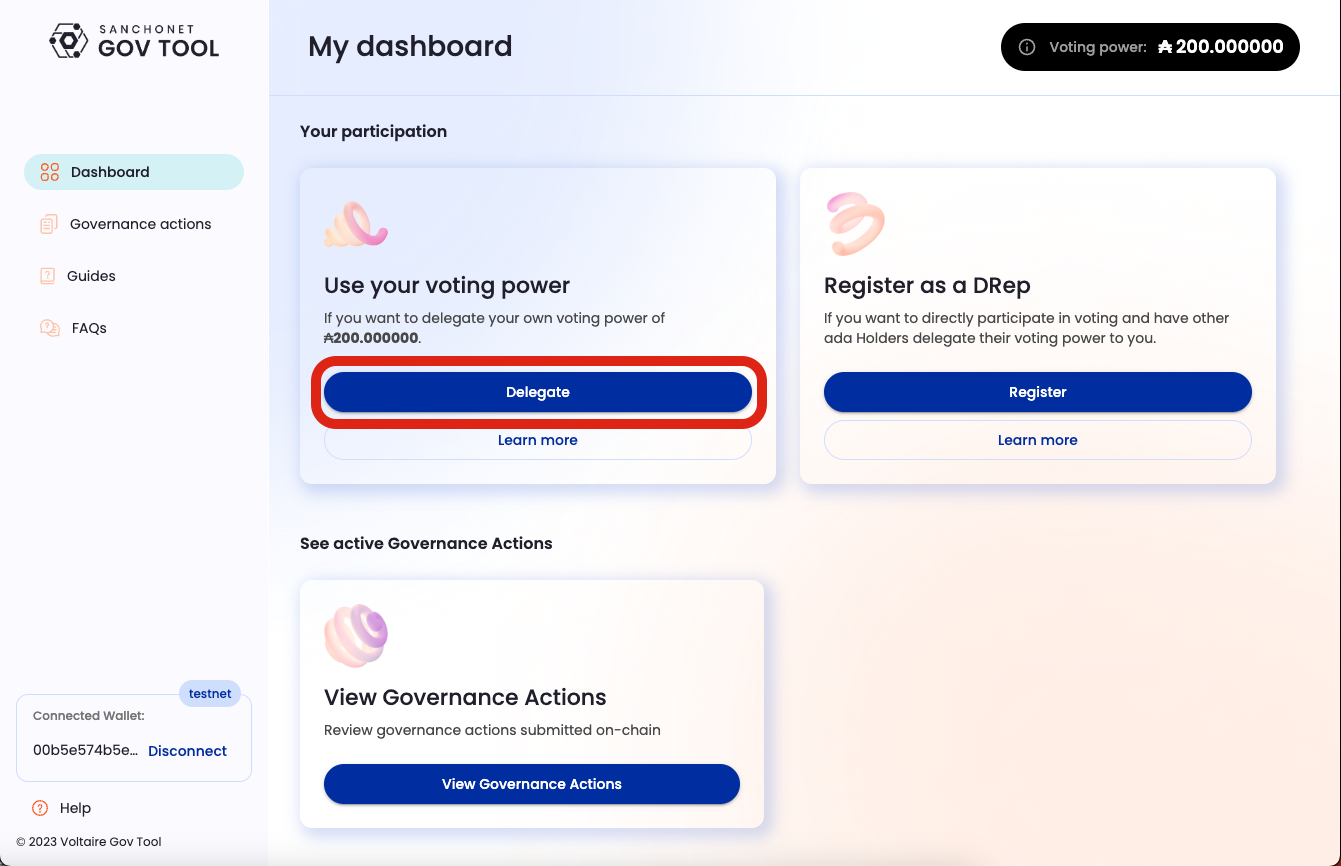 SANCHONET
GOV TOOL
My dashboard
Voting power: ₳ 200.000000
Dashboard
Governance actions
Guides
FAQs
testnet
Connected Wallet:
00b5e574b5e... Disconnect
Help
© 2023 Voltaire Gov Tool
Your participation
Use your voting power
If you want to delegate your own voting power of
₳200.000000.
Delegate
Learn more
Register as a DRep
If you want to directly participate in voting and have other
ada Holders delegate their voting power to you.
Register
Learn more
See active Governance Actions
View Governance Actions
Review governance actions submitted on-chain
View Governance Actions